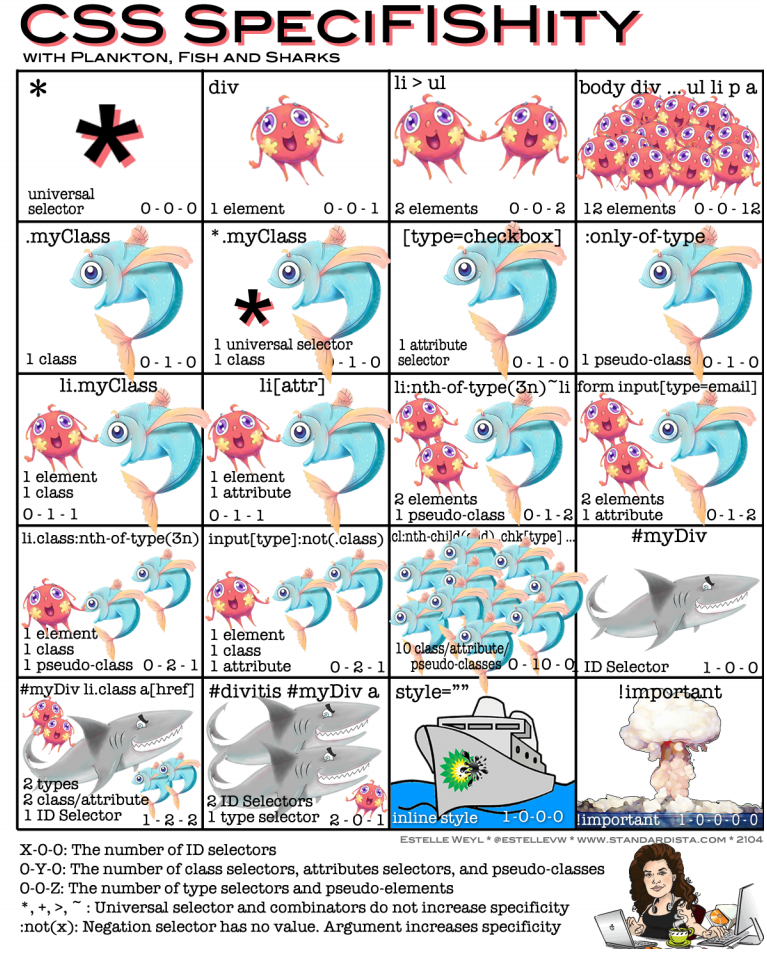 CSS SpeciFISHity
with Plankton, Fish and Sharks
*
*
universal
selector
0-0-0
div
1 element
0-0-1
li > ul
2 elements
0-0-2
body div ... ul li p a
12 elements
0-0-12
.myClass
1 class
0-1-0
*.myClass
*
1 universal selector
1 class
0-1-0
[type=checkbox]
1 attribute
selector
0-1-0
:only-of-type
1 pseudo-class
0-1-0
li.myClass
1 element
1 class
0-1-1
li[attr]
1 element
1 attribute
0-1-1
li:nth-of-type(3n)~li
2 elements
1 pseudo-class
0-1-2
form input[type=email]
2 elements
1 attribute
0-1-2
li.class:nth-of-type(3n)
1 element
1 class
1 pseudo-class
0-2-1
input[type]:not(.class)
1 element
1 class
1 attribute
0-2-1
chk[type] ...
10 class/attribute/
pseudo-classes
0-10-0
#myDiv
ID Selector
1-0-0
#myDiv li.class a[href]
2 types
2 class/attribute
1 ID Selector
1-2-2
#divitis #myDiv a
2 ID Selectors
1 type selector
2-0-1
style=""
bp
inline style
1-0-0-0
!important
!important
1-0-0-0-0
Estelle Weyl * @estellevw * www.standardista.com * 2104
X-0-0: The number of ID selectors
0-Y-0: The number of class selectors, attributes selectors, and pseudo-classes
0-0-Z: The number of type selectors and pseudo-elements
*, +, >, ~ : Universal selector and combinators do not increase specificity
:not(x): Negation selector has no value. Argument increases specificity